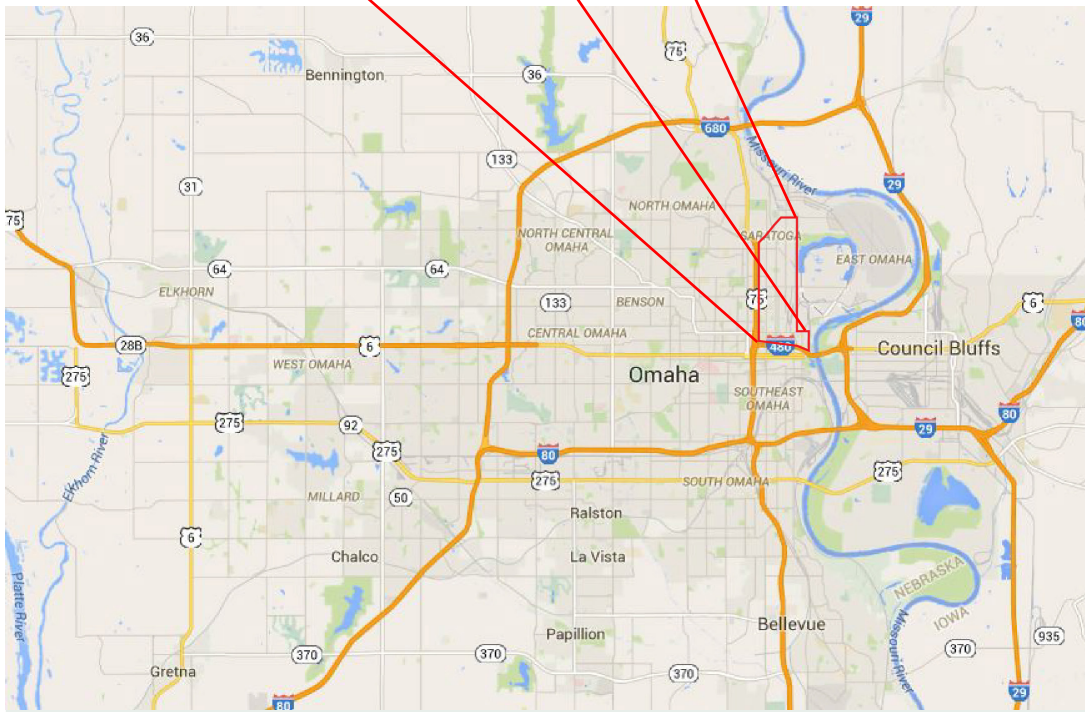 29
36
75
Bennington
36
680
133
Missouri River
31
29
NORTH OMAHA
75
NORTH CENTRAL
OMAHA
SARATOGA
EAST OMAHA
64
64
ELKHORN
133
BENSON
75
6
80
28B
6
CENTRAL OMAHA
480
Council Bluffs
WEST OMAHA
275
Omaha
SOUTHEAST
OMAHA
80
275
92
29
275
80
275
275
SOUTH OMAHA
Elkhorn River
MILLARD
50
Ralston
6
Chalco
La Vista
Platte River
NEBRASKA
IOWA
Missouri River
Papillion
Bellevue
935
370
370
370
370
Gretna
29
80